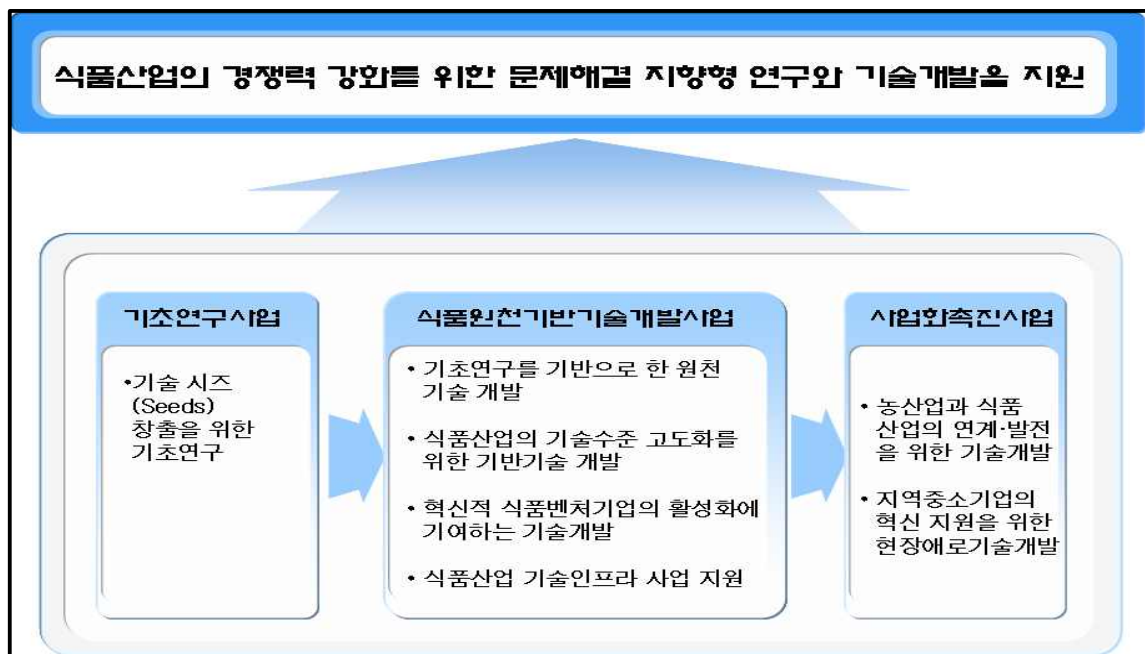 식품산업의 경쟁력 강화를 위한 문제해결 지향형 연구와 기술개발을 지원
기초연구사업
•기술 시즈
(Seeds)
창출을 위한
기초연구
식품원천기반기술개발사업
• 기초연구를 기반으로 한 원천
기술 개발
• 식품산업의 기술수준 고도화를
위한 기반기술 개발
• 혁신적 식품벤처기업의 활성화에
기여하는 기술개발
• 식품산업 기술인프라 사업 지원
사업화촉진사업
• 농산업과 식품
산업의 연계·발전
을 위한 기술개발
• 지역중소기업의
혁신 지원을 위한
현장애로기술개발